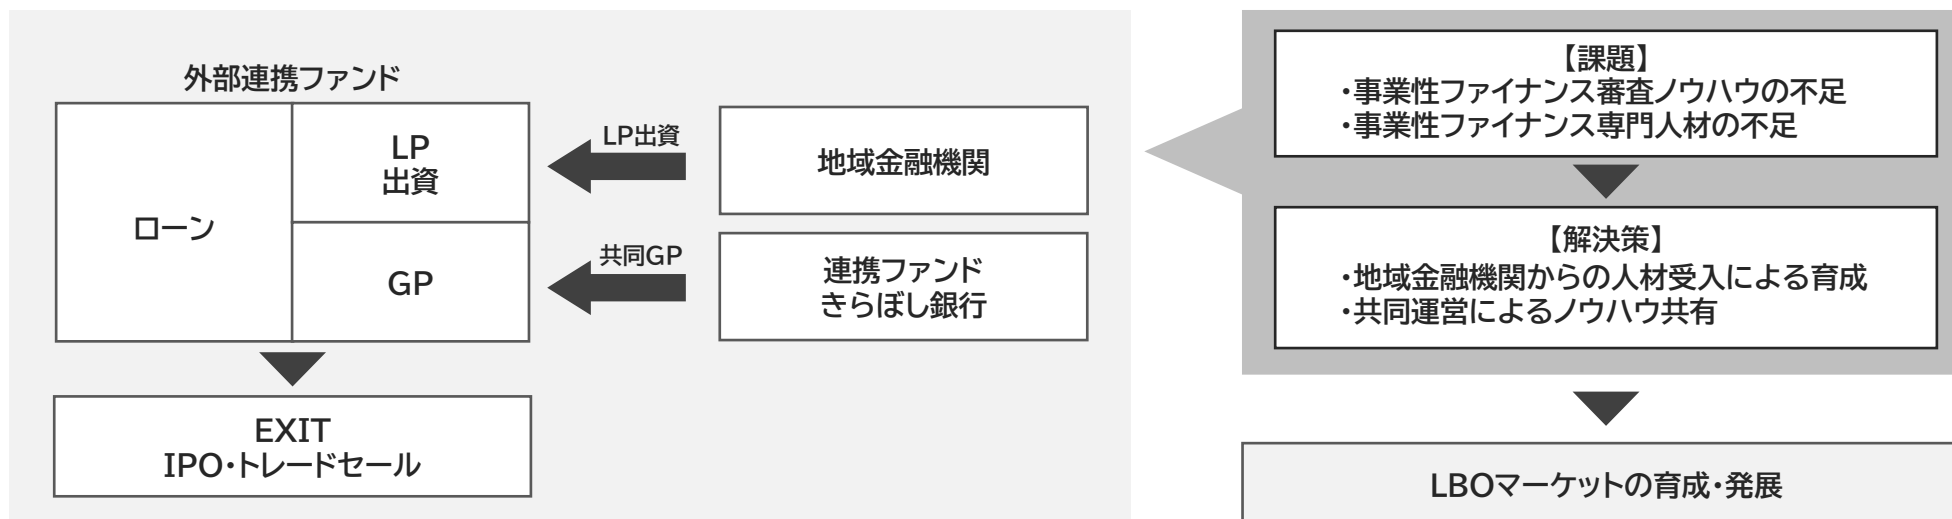 外部連携ファンド
ローン
LP
出資
GP
LP出資
共同GP
地域金融機関
連携ファンド
きらぼし銀行
EXIT
IPO・トレードセール
【課題】
・事業性ファイナンス審査ノウハウの不足
・事業性ファイナンス専門人材の不足
【解決策】
・地域金融機関からの人材受入による育成
・共同運営によるノウハウ共有
LBOマーケットの育成・発展